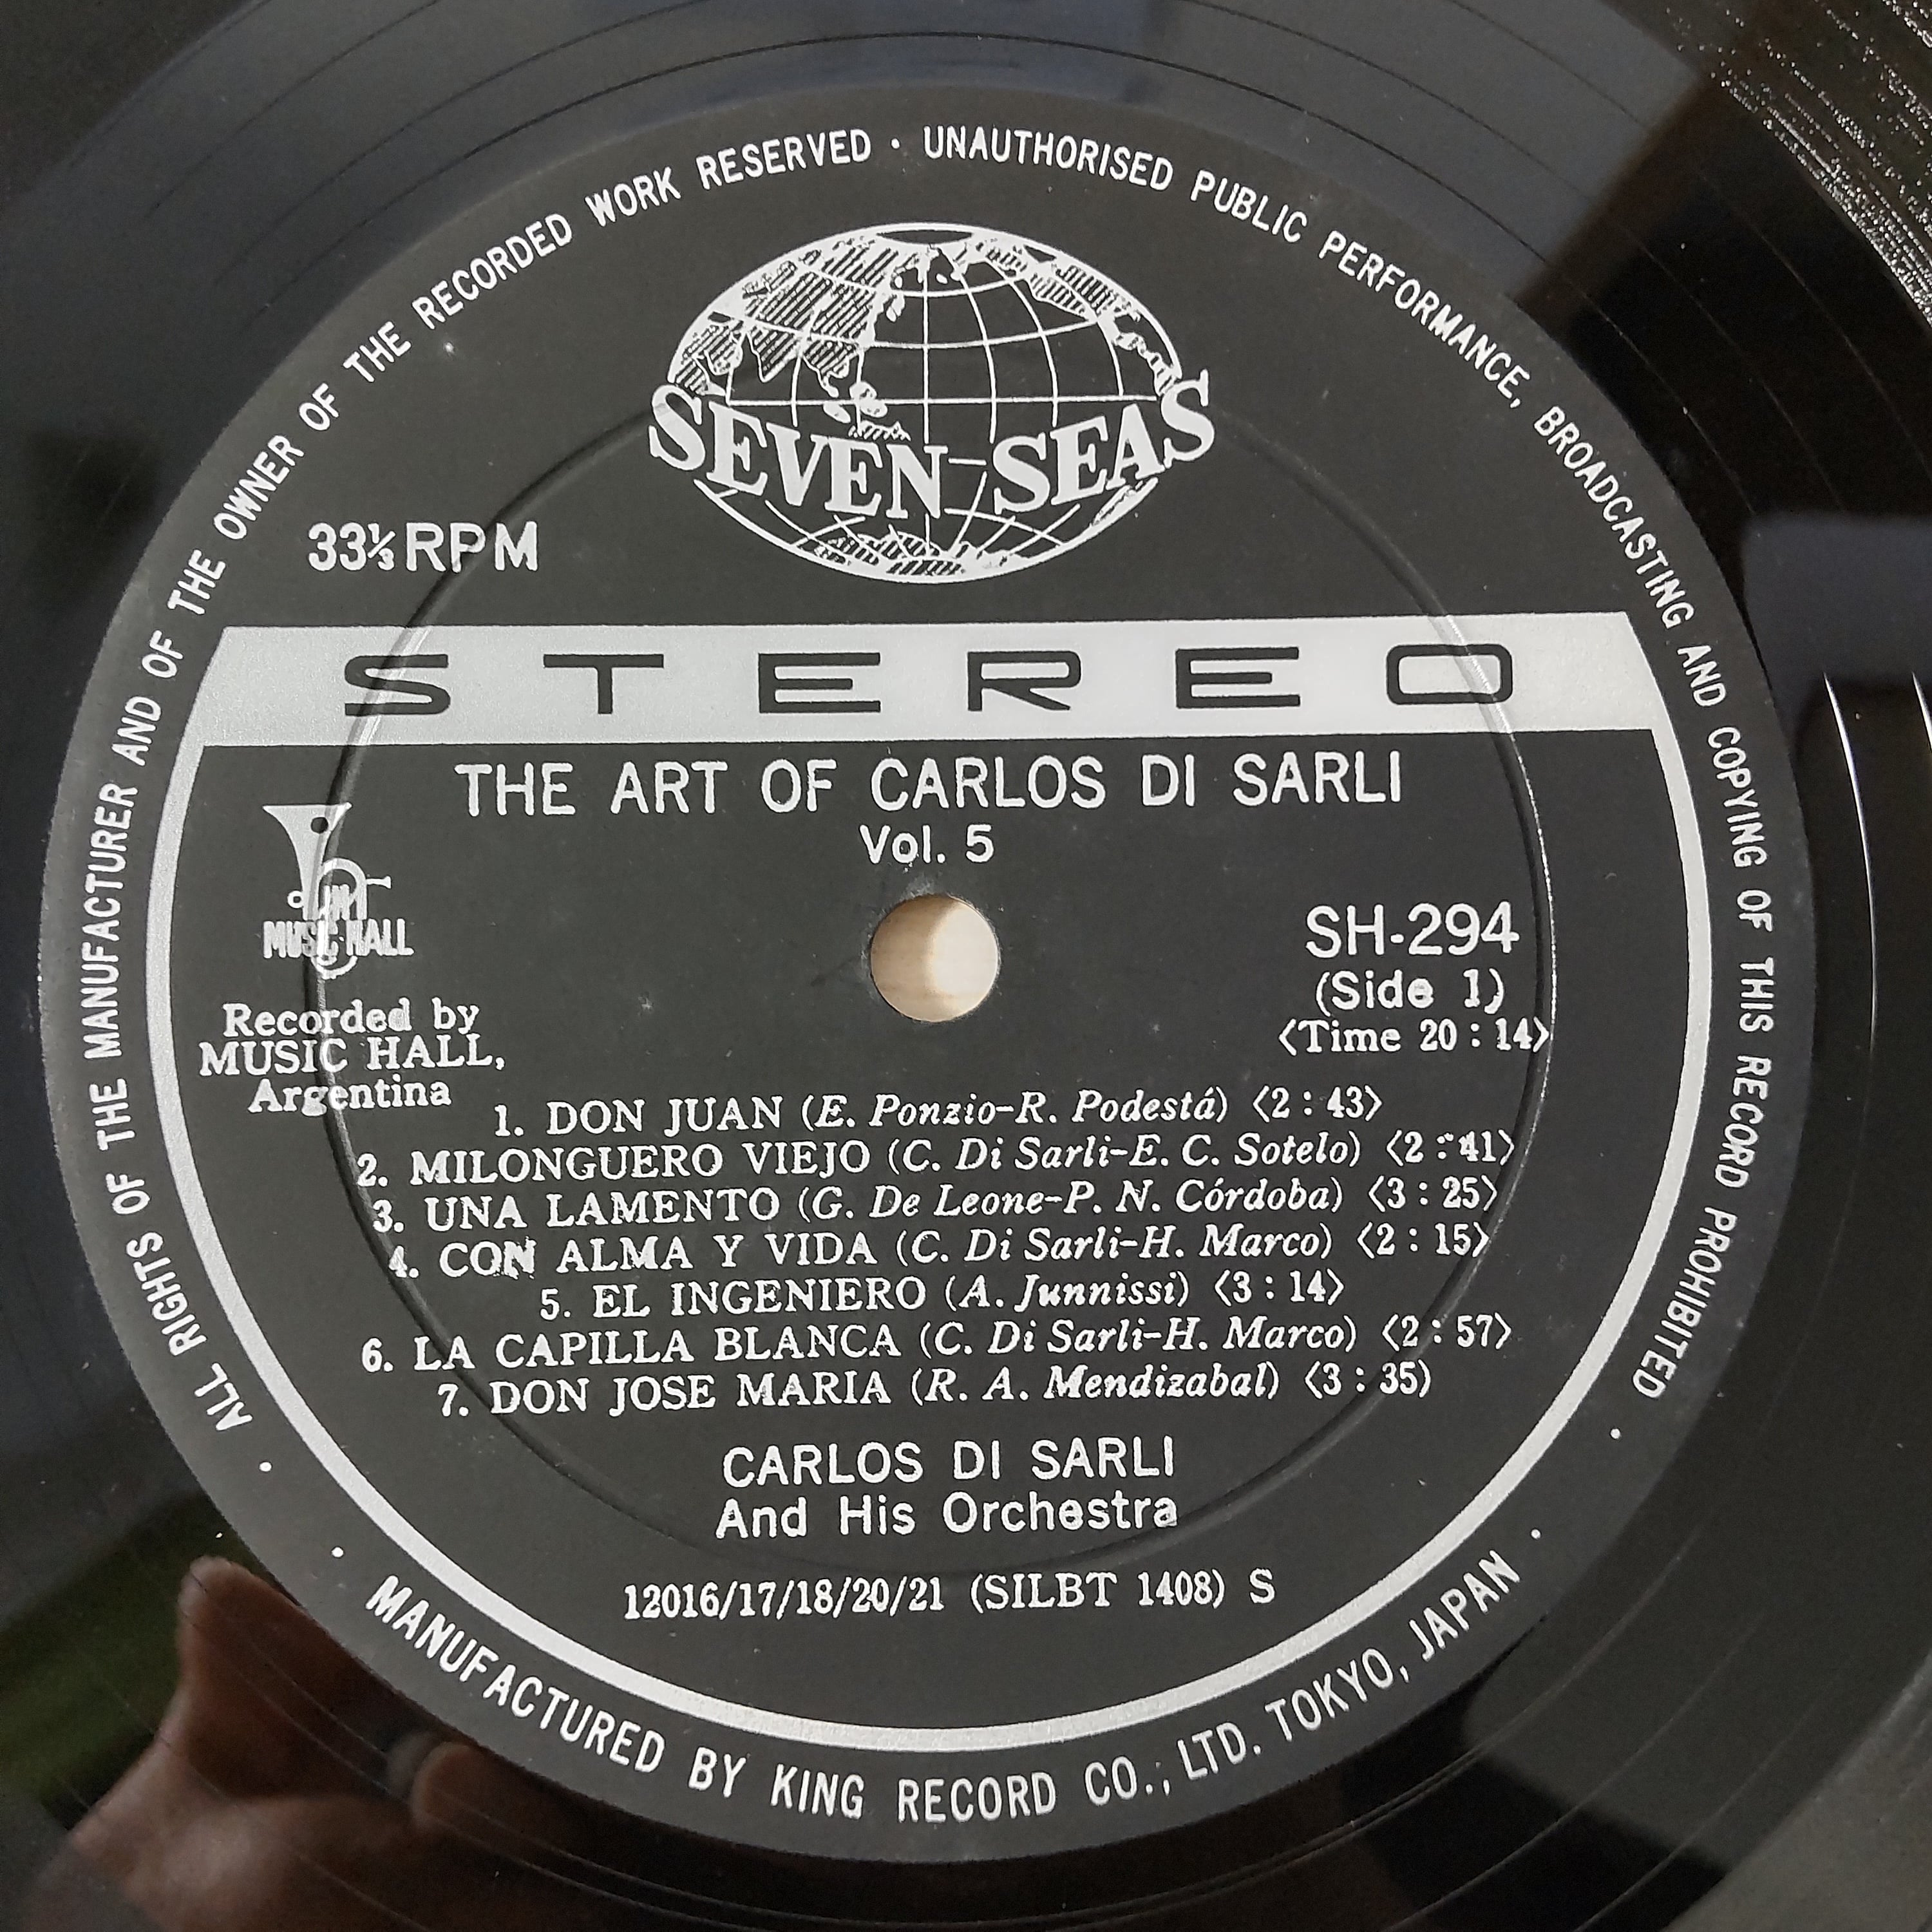 ALL RIGHTS OF THE MANUFACTURER AND OF THE OWNER OF THE RECORDED WORK RESERVED · UNAUTHORISED PUBLIC PERFORMANCE, BROADCASTING AND COPYING OF THIS RECORD PROHIBITED ·
SEVEN SEAS
33⅓ RPM
STEREO
THE ART OF CARLOS DI SARLI
Vol. 5
MUSIC HALL
Recorded by
MUSIC HALL,
Argentina
SH-294
(Side 1)
〈Time 20 : 14〉
1. DON JUAN (E. Ponzio-R. Podestá) 〈2 : 43〉
2. MILONGUERO VIEJO (C. Di Sarli-E. C. Sotelo) 〈2 : 41〉
3. UNA LAMENTO (G. De Leone-P. N. Córdoba) 〈3 : 25〉
4. CON ALMA Y VIDA (C. Di Sarli-H. Marco) 〈2 : 15〉
5. EL INGENIERO (A. Junnissi) 〈3 : 14〉
6. LA CAPILLA BLANCA (C. Di Sarli-H. Marco) 〈2 : 57〉
7. DON JOSE MARIA (R. A. Mendizabal) 〈3 : 35)
CARLOS DI SARLI
And His Orchestra
12016/17/18/20/21 (SILBT 1408) S
· MANUFACTURED BY KING RECORD CO., LTD. TOKYO, JAPAN ·